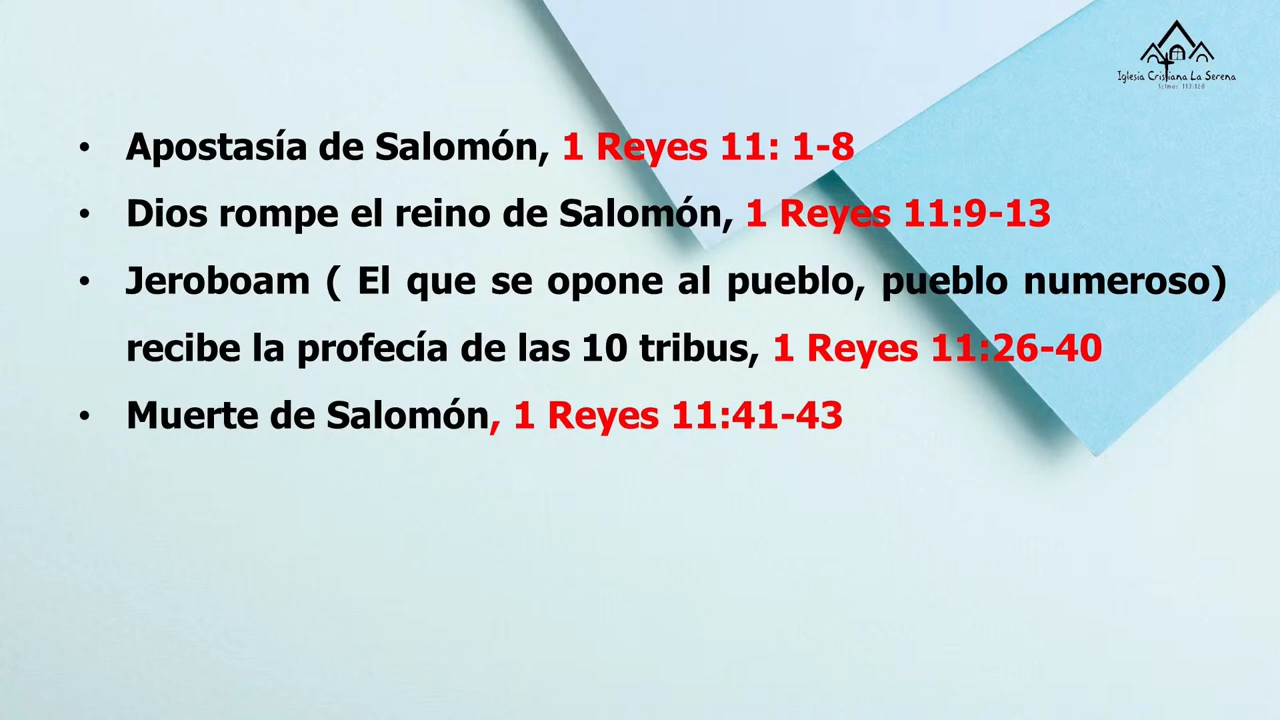 Iglesia Cristiana La Serena
• Apostasía de Salomón, 1 Reyes 11: 1-8
• Dios rompe el reino de Salomón, 1 Reyes 11:9-13
• Jeroboam ( El que se opone al pueblo, pueblo numeroso)
recibe la profecía de las 10 tribus, 1 Reyes 11:26-40
• Muerte de Salomón, 1 Reyes 11:41-43